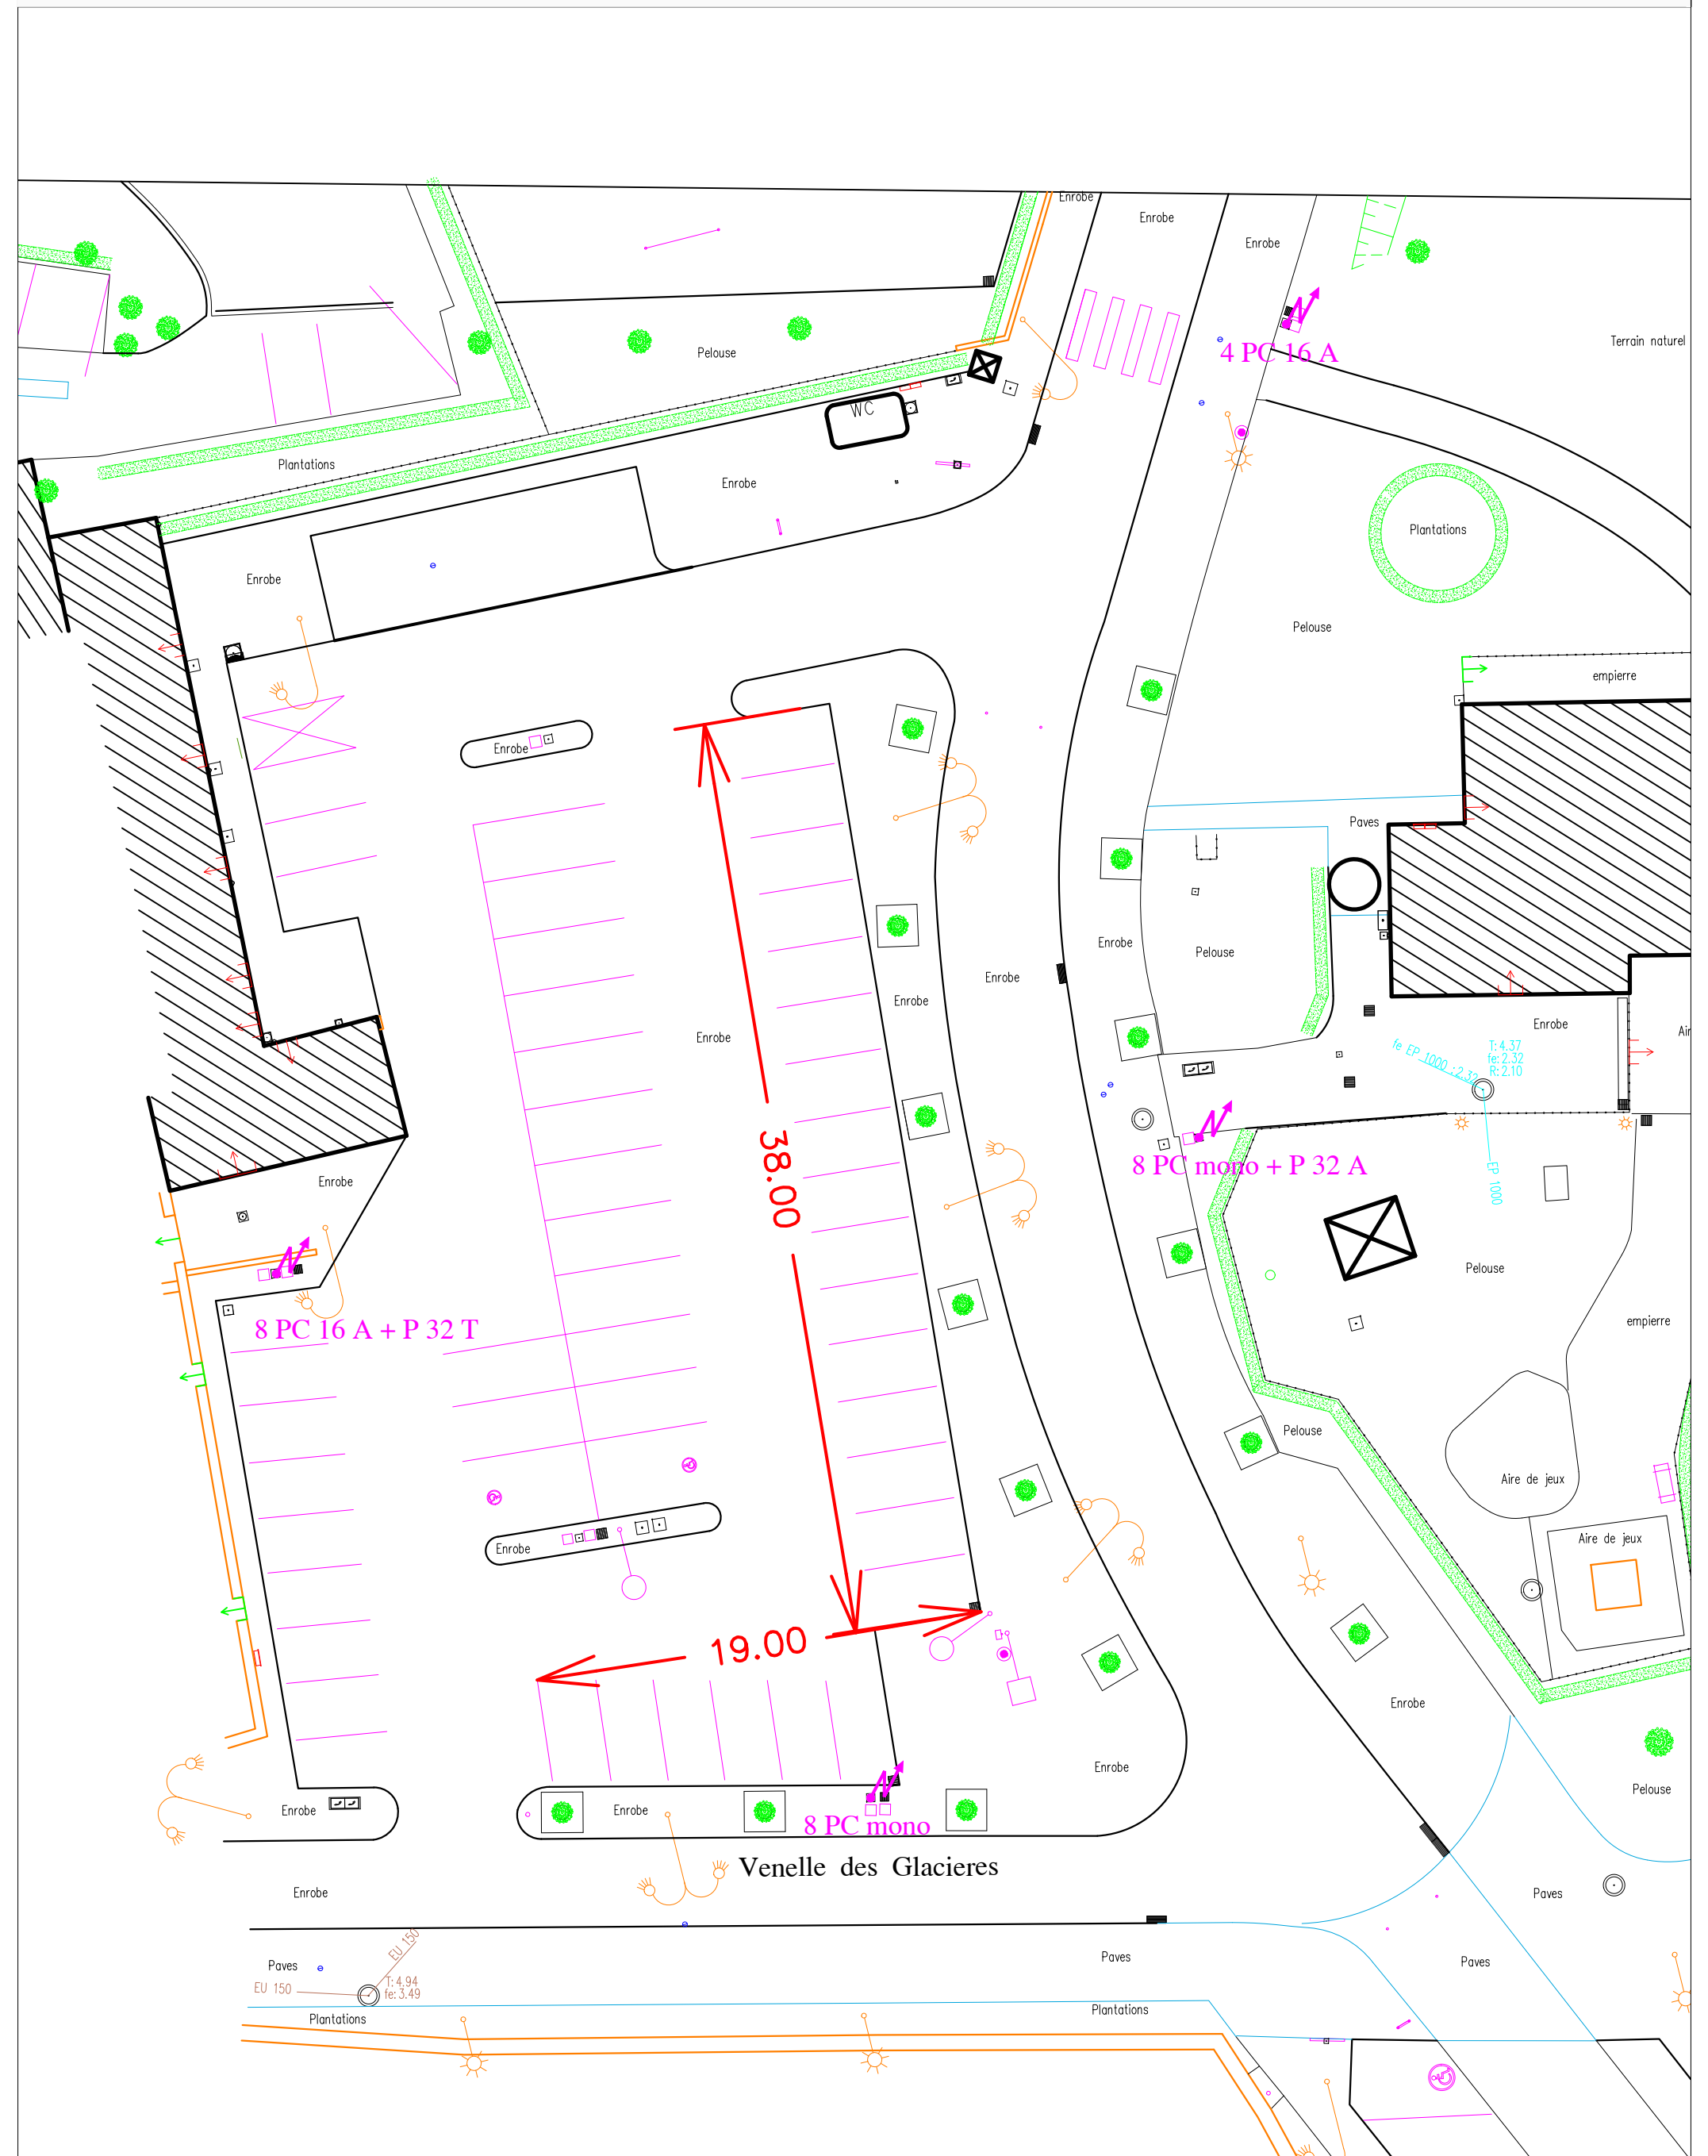 Enrobe
Enrobe
Enrobe
Terrain naturel
4 PC 16 A
Pelouse
WC
Plantations
Enrobe
Plantations
Enrobe
Pelouse
empierre
Enrobe
Paves
Enrobe
Pelouse
Enrobe
Enrobe
Enrobe
Enrobe
Air
fe EP 1000 : 2.32
T: 4.37
fe: 2.32
R: 2.10
38.00
8 PC mono + P 32 A
EP 1000
Enrobe
Pelouse
8 PC 16 A + P 32 T
empierre
Pelouse
Aire de jeux
Enrobe
Aire de jeux
19.00
Enrobe
Enrobe
Pelouse
Enrobe
Enrobe
8 PC mono
Venelle des Glacieres
Enrobe
Paves
EU 150
Paves
Paves
Paves
EU 150
T: 4.94
fe: 3.49
Plantations
Plantations